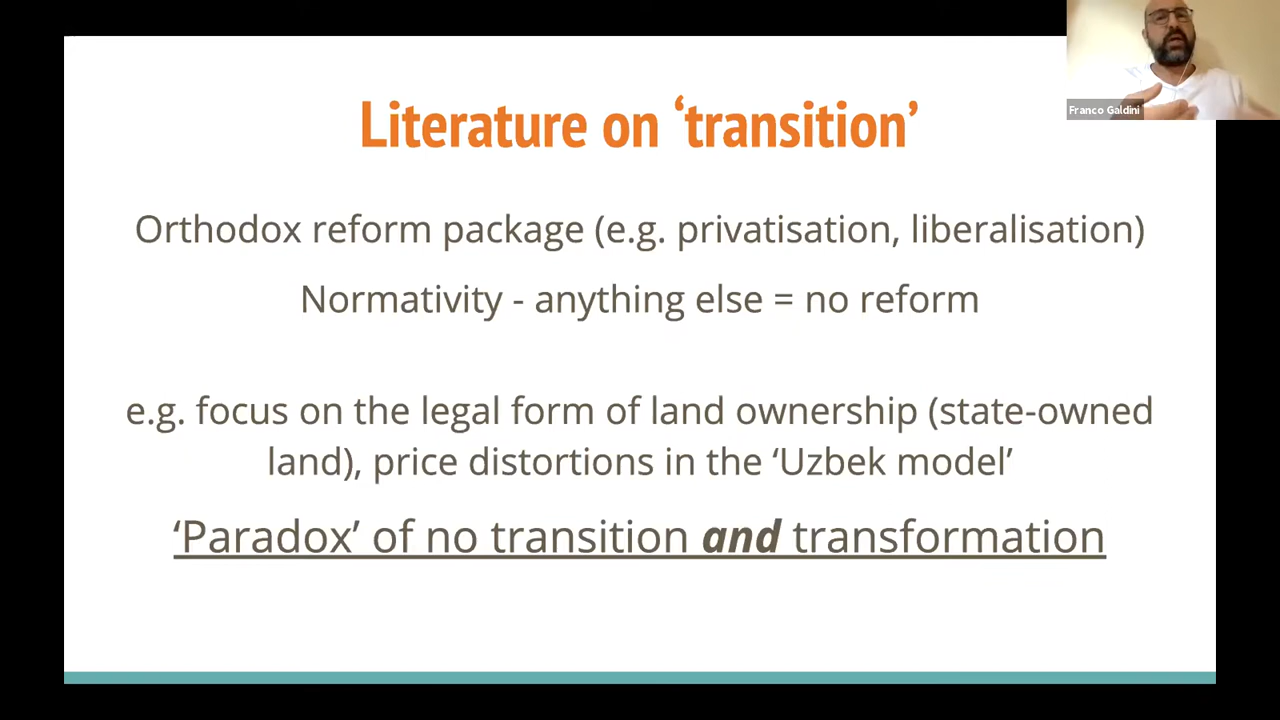 Literature on ‘transition’
Franco Galdini
Orthodox reform package (e.g. privatisation, liberalisation)
Normativity - anything else = no reform
e.g. focus on the legal form of land ownership (state-owned
land), price distortions in the ‘Uzbek model’
‘Paradox’ of no transition and transformation